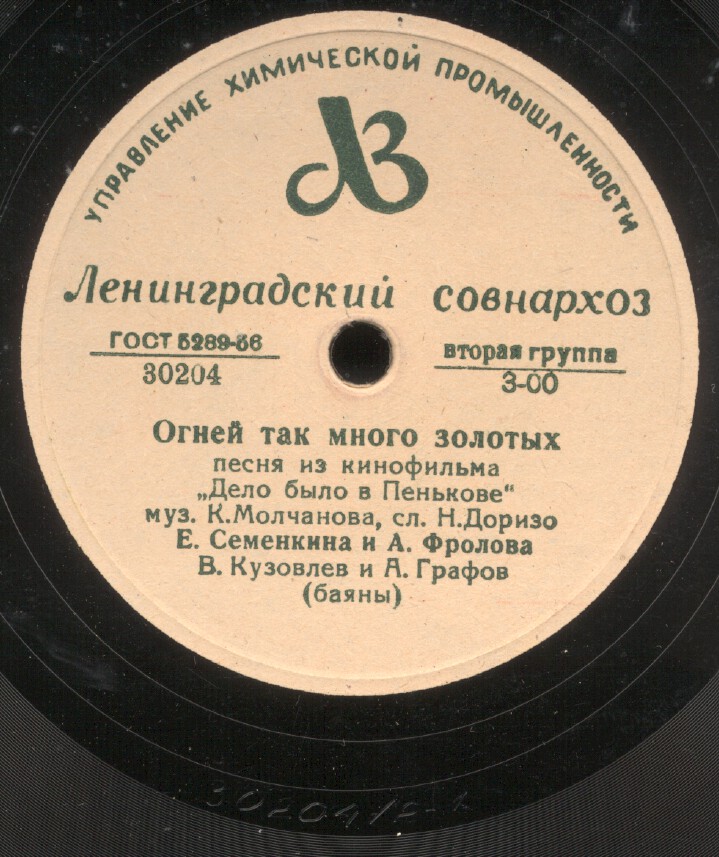 УПРАВЛЕНИЕ ХИМИЧЕСКОЙ ПРОМЫШЛЕННОСТИ
ЛЗ
Ленинградский совнархоз
ГОСТ 5289-56
30204
вторая группа
3-00
Огней так много золотых
песня из кинофильма
„Дело было в Пенькове“
муз. К.Молчанова, сл. Н.Доризо
Е. Семенкина и А. Фролова
В. Кузовлев и А. Графов
(баяны)